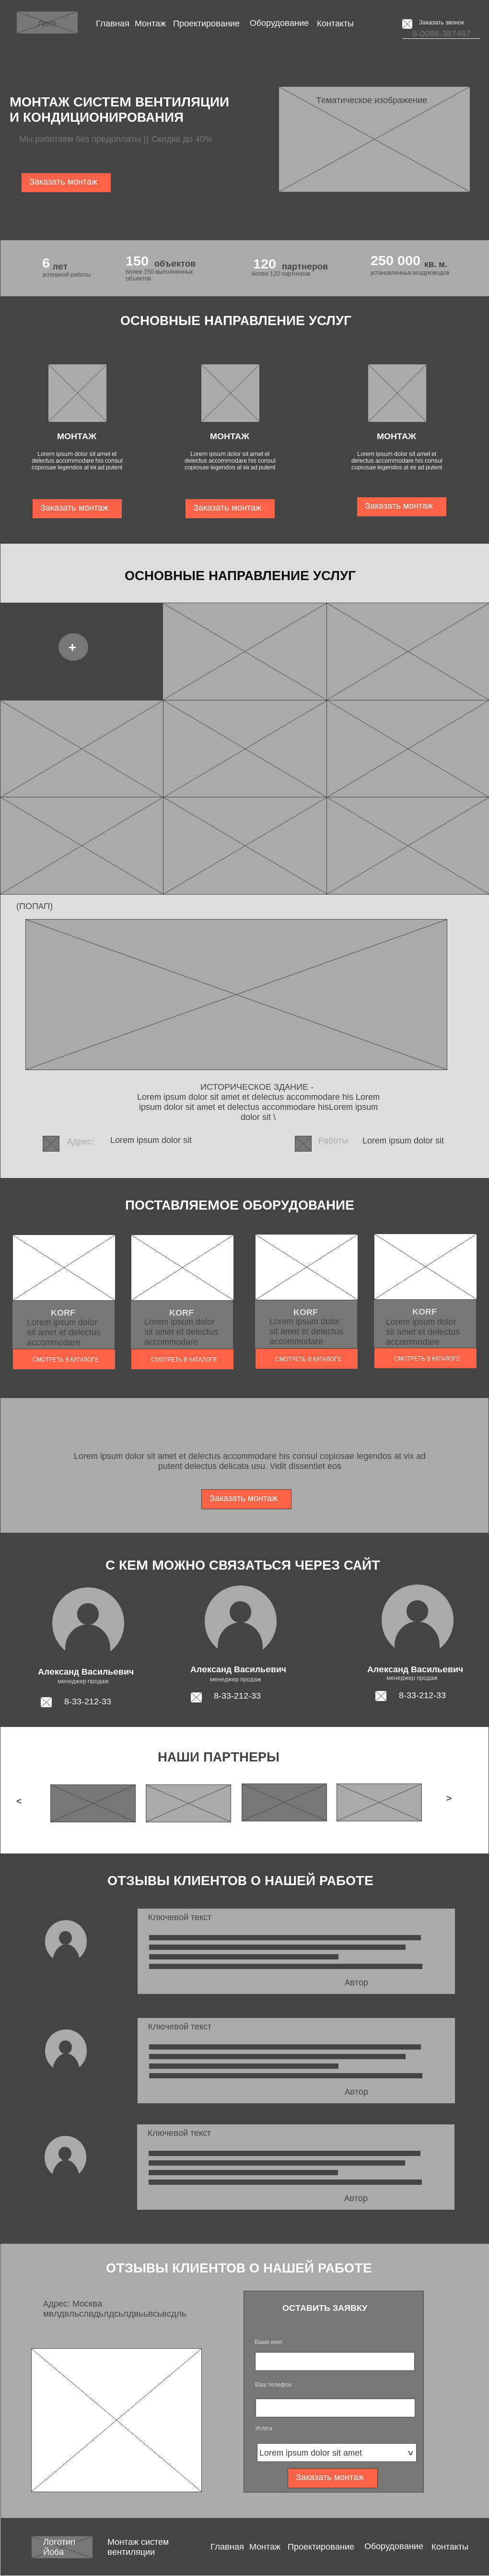 Лого
Главная Монтаж Проектирование Оборудование Контакты
Заказать звонок
8-0088-387487
МОНТАЖ СИСТЕМ ВЕНТИЛЯЦИИ
И КОНДИЦИОНИРОВАНИЯ
Мы работаем без предоплаты || Скидка до 40%
Заказать монтаж
Тематическое изображение
6 лет
успешной работы
150 объектов
более 150 выполненных
объектов
120 партнеров
более 120 партнеров
250 000 кв. м.
установленных воздуховодов
ОСНОВНЫЕ НАПРАВЛЕНИЕ УСЛУГ
МОНТАЖ
Lorem ipsum dolor sit amet et
delectus accommodare his consul
copiosae legendos at vix ad putent
Заказать монтаж
МОНТАЖ
Lorem ipsum dolor sit amet et
delectus accommodare his consul
copiosae legendos at vix ad putent
Заказать монтаж
МОНТАЖ
Lorem ipsum dolor sit amet et
delectus accommodare his consul
copiosae legendos at vix ad putent
Заказать монтаж
ОСНОВНЫЕ НАПРАВЛЕНИЕ УСЛУГ
+
(ПОПАП)
ИСТОРИЧЕСКОЕ ЗДАНИЕ -
Lorem ipsum dolor sit amet et delectus accommodare his Lorem
ipsum dolor sit amet et delectus accommodare hisLorem ipsum
dolor sit \
Адрес: Lorem ipsum dolor sit
Работы Lorem ipsum dolor sit
ПОСТАВЛЯЕМОЕ ОБОРУДОВАНИЕ
KORF
Lorem ipsum dolor
sit amet et delectus
accommodare
СМОТРЕТЬ В КАТАЛОГЕ
KORF
Lorem ipsum dolor
sit amet et delectus
accommodare
СМОТРЕТЬ В КАТАЛОГЕ
KORF
Lorem ipsum dolor
sit amet et delectus
accommodare
СМОТРЕТЬ В КАТАЛОГЕ
KORF
Lorem ipsum dolor
sit amet et delectus
accommodare
СМОТРЕТЬ В КАТАЛОГЕ
Lorem ipsum dolor sit amet et delectus accommodare his consul copiosae legendos at vix ad
putent delectus delicata usu. Vidit dissentiet eos
Заказать монтаж
С КЕМ МОЖНО СВЯЗАТЬСЯ ЧЕРЕЗ САЙТ
Александ Васильевич
менеджер продаж
8-33-212-33
Александ Васильевич
менеджер продаж
8-33-212-33
Александ Васильевич
менеджер продаж
8-33-212-33
НАШИ ПАРТНЕРЫ
< >
ОТЗЫВЫ КЛИЕНТОВ О НАШЕЙ РАБОТЕ
Ключевой текст
Автор
Ключевой текст
Автор
Ключевой текст
Автор
ОТЗЫВЫ КЛИЕНТОВ О НАШЕЙ РАБОТЕ
Адрес: Москва
мвлдвльслвдьлдсьлдвььвсьвсдль
ОСТАВИТЬ ЗАЯВКУ
Ваше имя:
Ваш телефон:
Услуга
Lorem ipsum dolor sit amet v
Заказать монтаж
Логотип
Йоба
Монтаж систем
вентиляции
Главная Монтаж Проектирование Оборудование Контакты